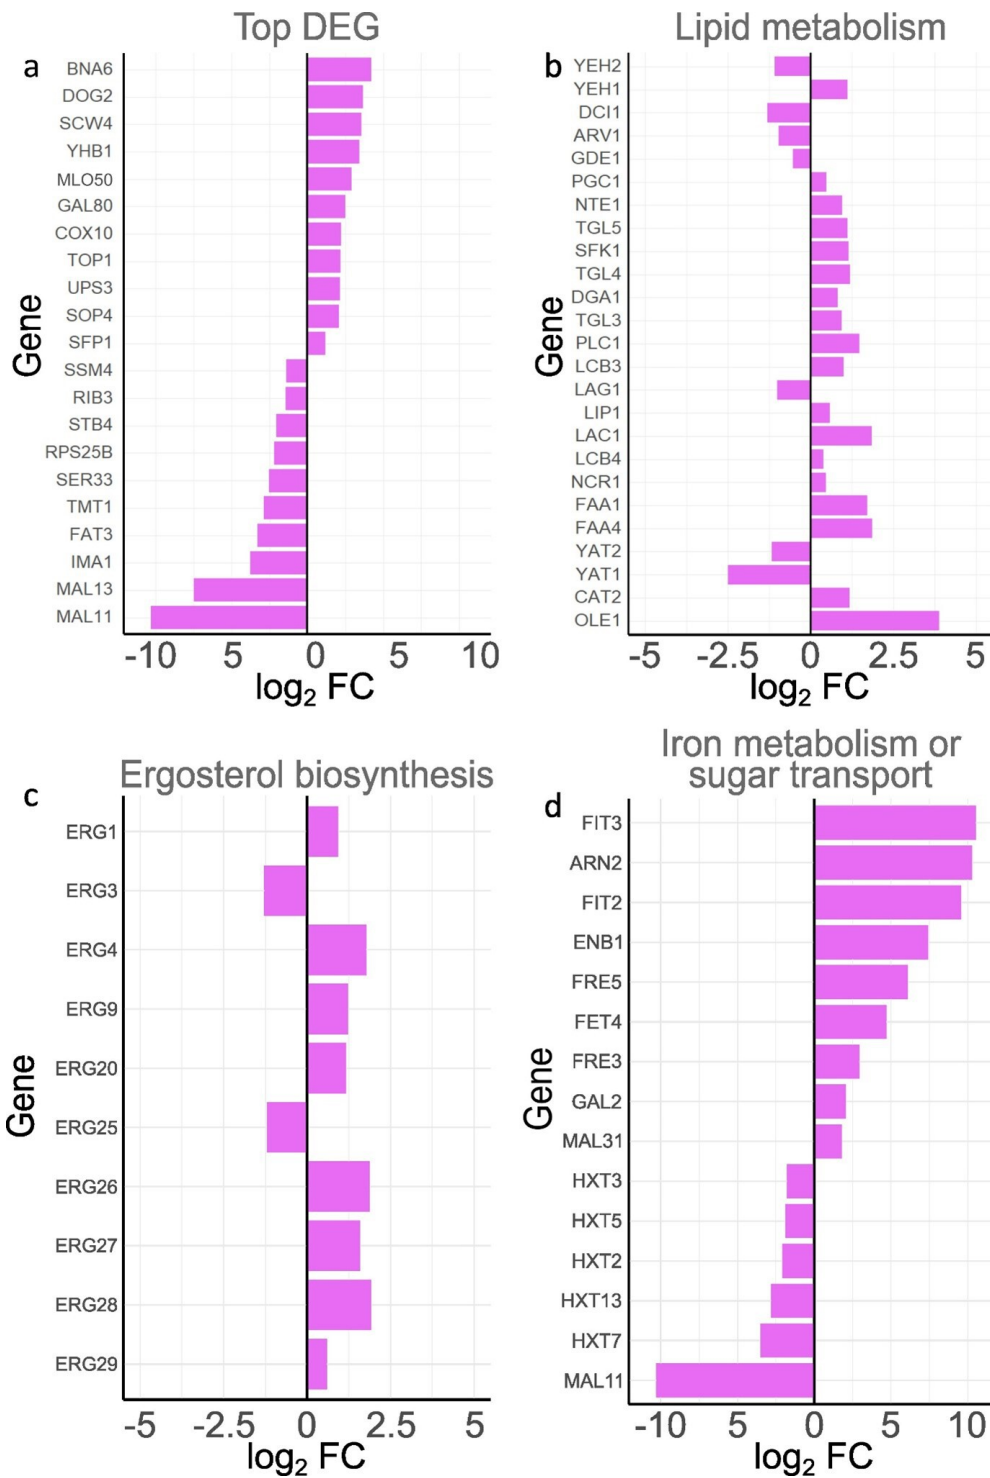 Top DEG
a
BNA6
DOG2
SCW4
YHB1
MLO50
GAL80
COX10
TOP1
UPS3
SOP4
SFP1
SSM4
RIB3
STB4
RPS25B
SER33
TMT1
FAT3
IMA1
MAL13
MAL11
Gene
-10 5 0 5 10
log2 FC
Lipid metabolism
b
YEH2
YEH1
DCI1
ARV1
GDE1
PGC1
NTE1
TGL5
SFK1
TGL4
DGA1
TGL3
PLC1
LCB3
LAG1
LIP1
LAC1
LCB4
NCR1
FAA1
FAA4
YAT2
YAT1
CAT2
OLE1
Gene
-5 -2.5 0 2.5 5
log2 FC
Ergosterol biosynthesis
c
ERG1
ERG3
ERG4
ERG9
ERG20
ERG25
ERG26
ERG27
ERG28
ERG29
Gene
-5 -2.5 0 2.5 5
log2 FC
Iron metabolism or
sugar transport
d
FIT3
ARN2
FIT2
ENB1
FRE5
FET4
FRE3
GAL2
MAL31
HXT3
HXT5
HXT2
HXT13
HXT7
MAL11
Gene
-10 5 0 5 10
log2 FC